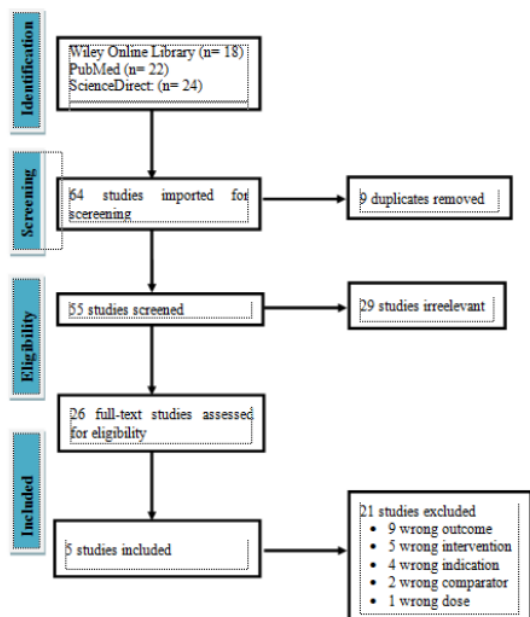 Identification
Wiley Online Library (n= 18)
PubMed (n= 22)
ScienceDirect: (n= 24)
Screening
64 studies imported for
scereening
9 duplicates removed
Eligibility
55 studies screened
29 studies irreelevant
26 full-text studies assessed
for eligibility
Included
5 studies included
21 studies excluded
• 9 wrong outcome
• 5 wrong intervention
• 4 wrong indication
• 2 wrong comparator
• 1 wrong dose